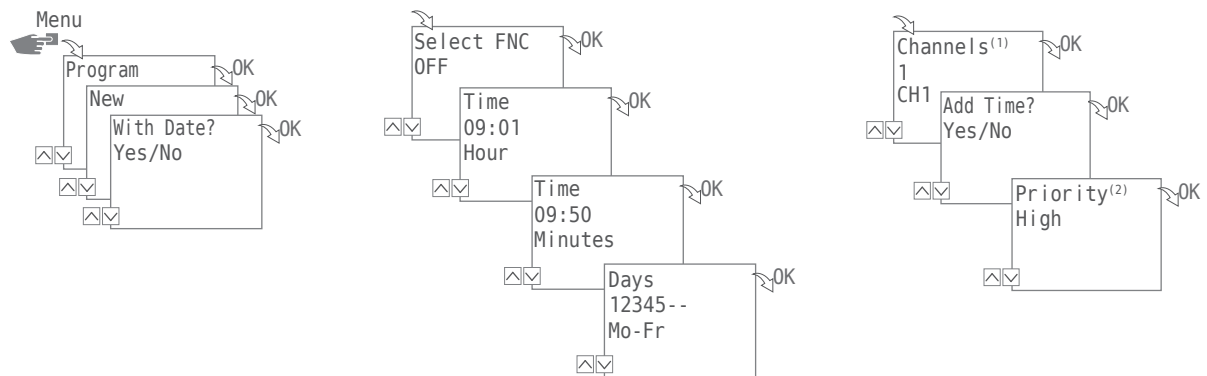 Menu
Program
OK
New
OK
With Date?
Yes/No
OK
Select FNC
OFF
OK
Time
09:01
Hour
OK
Time
09:50
Minutes
OK
Days
12345--
Mo-Fr
OK
Channels(1)
1
CH1
OK
Add Time?
Yes/No
OK
Priority(2)
High
OK